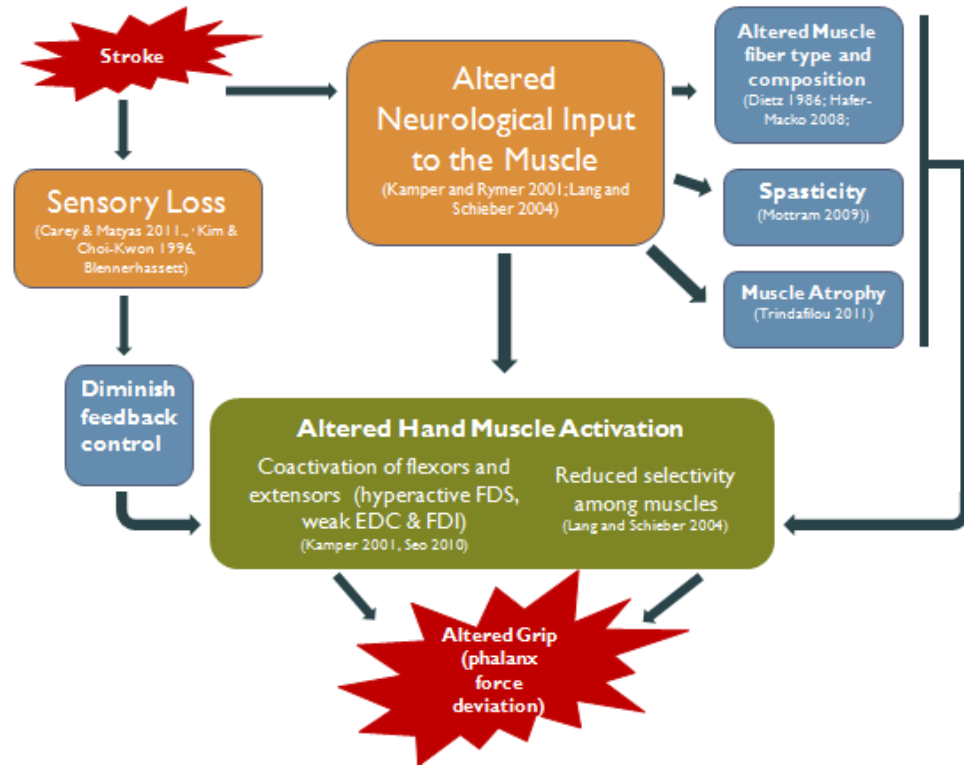 Stroke
Altered
Neurological Input
to the Muscle
(Kamper and Rymer 2001; Lang and
Schieber 2004)
Altered Muscle
fiber type and
composition
(Dietz 1986; Hafer-
Macko 2008;
Spasticity
(Mottram 2009))
Muscle Atrophy
(Trindafilou 2011)
Sensory Loss
(Carey & Matyas 2011., · Kim &
Choi-Kwon 1996,
Blennerhassett)
Diminish
feedback
control
Altered Hand Muscle Activation
Coactivation of flexors and
extensors (hyperactive FDS,
weak EDC & FDI)
(Kamper 2001, Seo 2010)
Reduced selectivity
among muscles
(Lang and Schieber 2004)
Altered Grip
(phalanx
force
deviation)